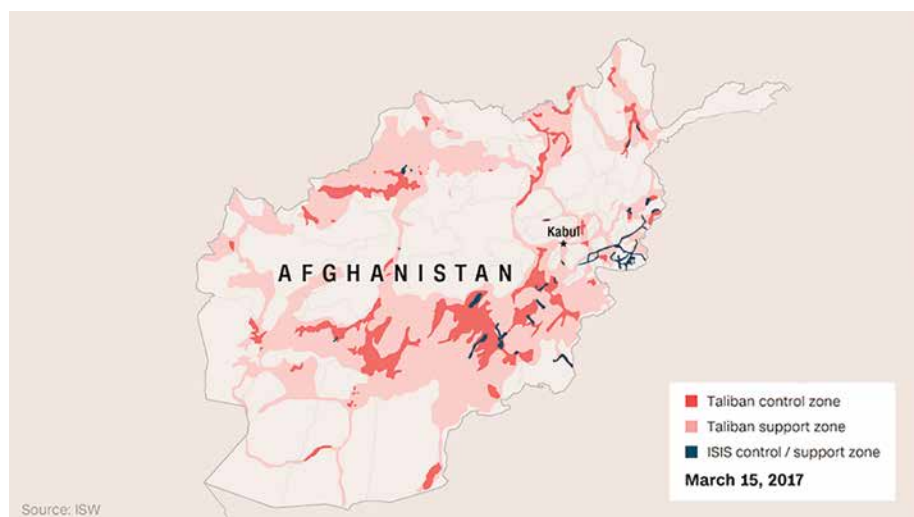 Kabul
AFGHANISTAN
Taliban control zone
Taliban support zone
ISIS control / support zone
March 15, 2017
Source: ISW